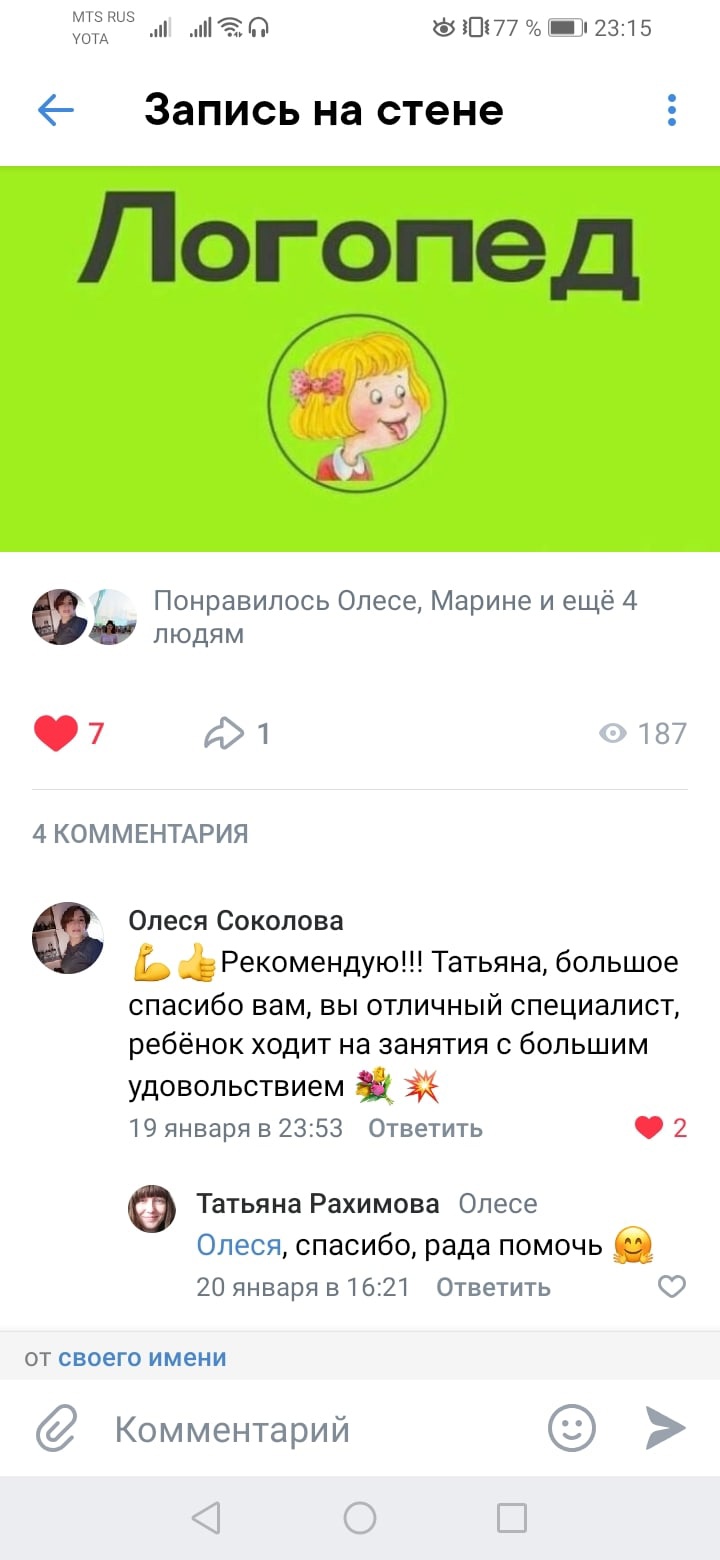 MTS RUS
YOTA
77 %
23:15
Запись на стене
Логопед
Понравилось Олесе, Марине и ещё 4
людям
7
1
187
4 КОММЕНТАРИЯ
Олеся Соколова
💪👍Рекомендую!!! Татьяна, большое
спасибо вам, вы отличный специалист,
ребёнок ходит на занятия с большим
удовольствием 💐 💥
19 января в 23:53 Ответить
2
Татьяна Рахимова Олесе
Олеся, спасибо, рада помочь 🤗
20 января в 16:21 Ответить
от своего имени
Комментарий